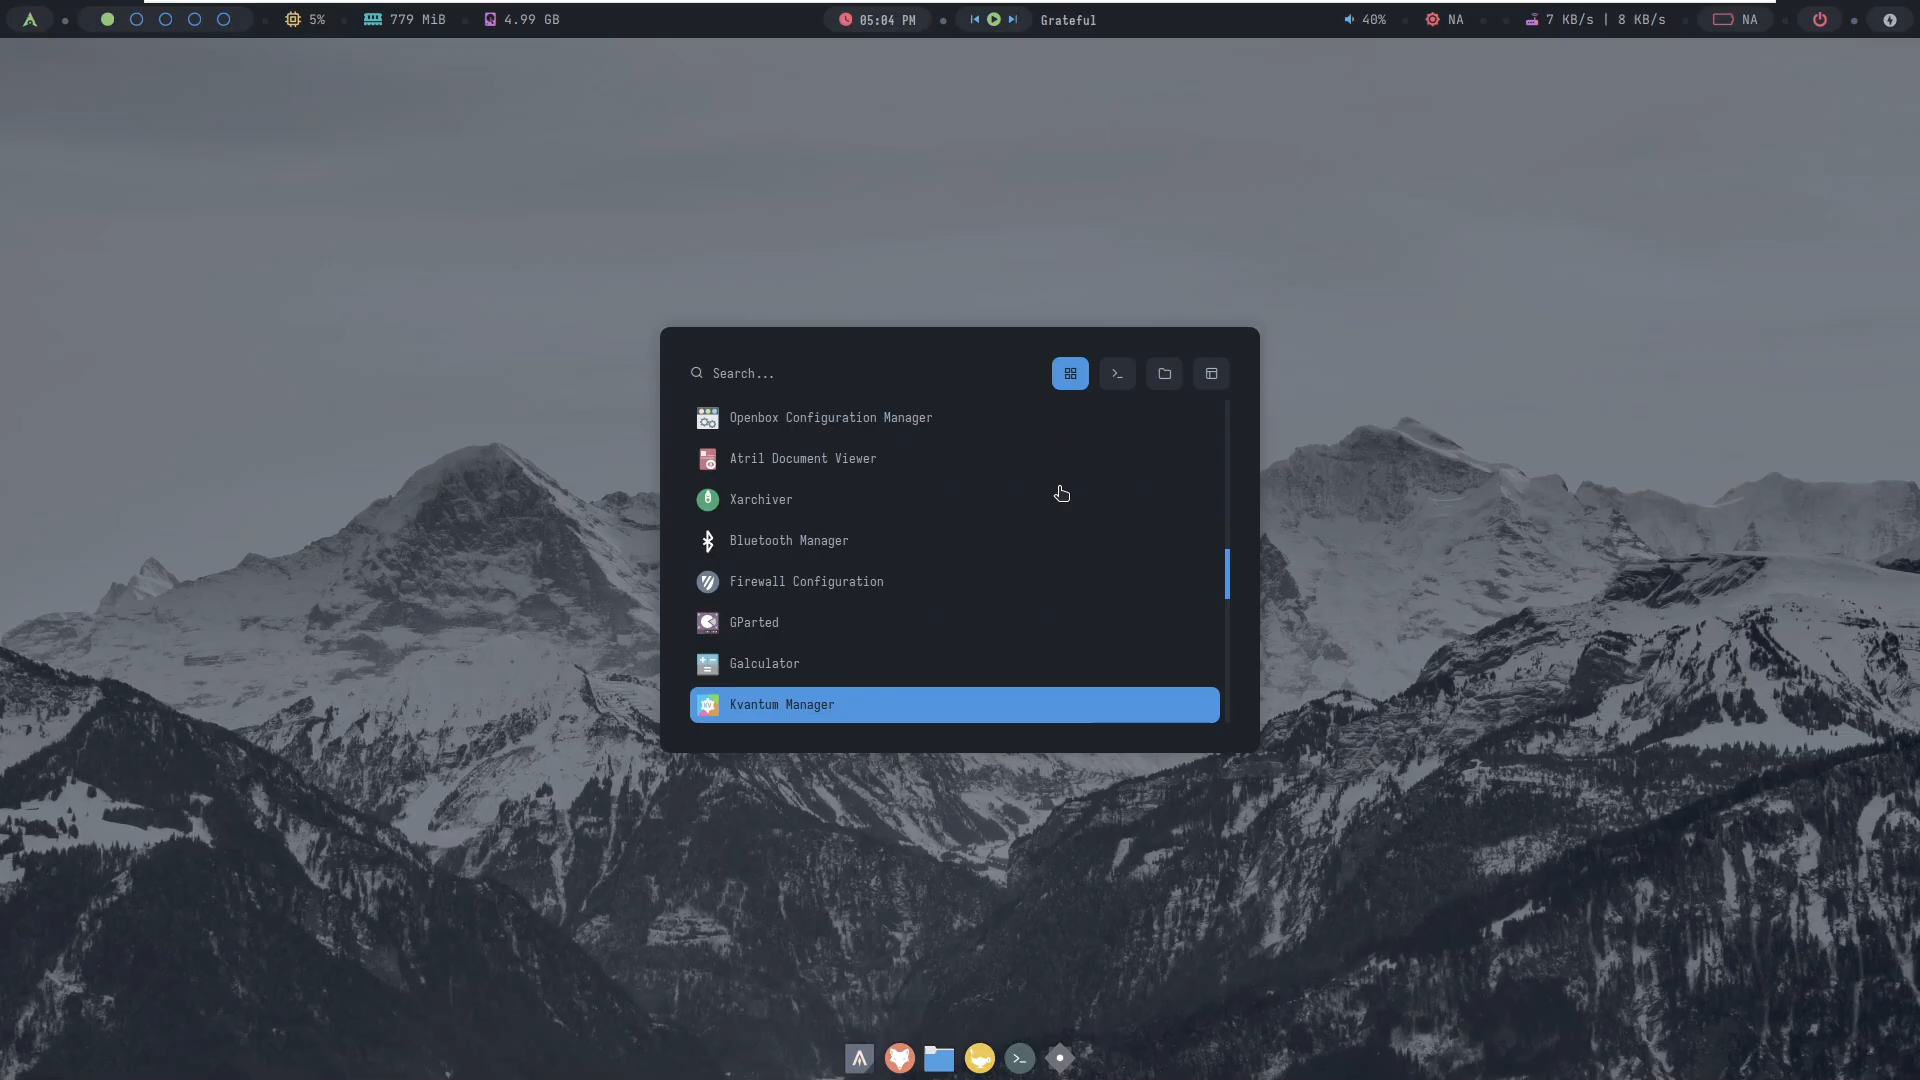 5% 779 MiB 4.99 GB 05:04 PM Grateful 40% NA 7 KB/s | 8 KB/s NA
Search...
Openbox Configuration Manager
Atril Document Viewer
Xarchiver
Bluetooth Manager
Firewall Configuration
GParted
Galculator
Kvantum Manager